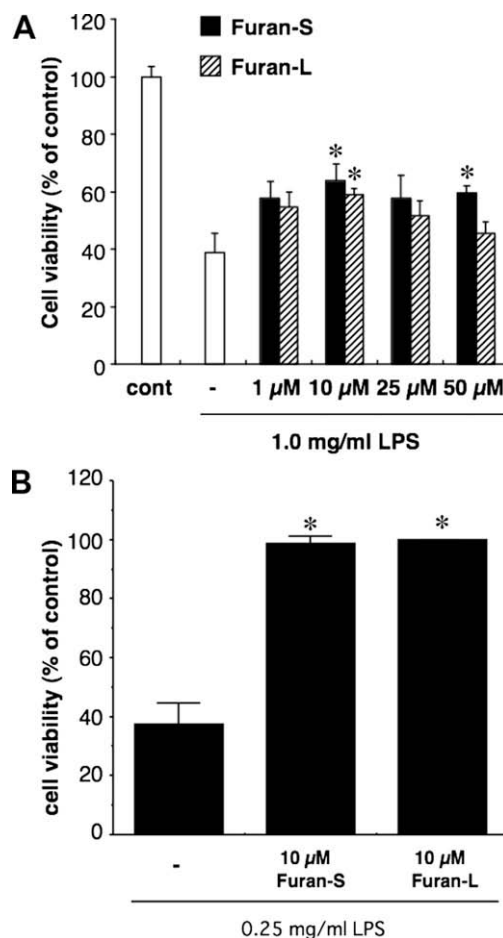 A
Furan-S
Furan-L
Cell viability (% of control)
120
100
80
60
40
20
0
* * *
cont - 1 µM 10 µM 25 µM 50 µM
1.0 mg/ml LPS
B
cell viability (% of control)
120
100
80
60
40
20
0
* *
- 10 µM 10 µM
Furan-S Furan-L
0.25 mg/ml LPS